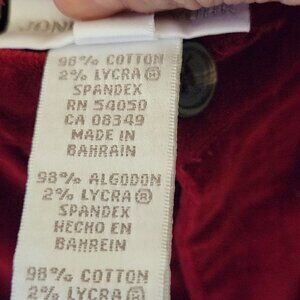 JON
98% COTTON
2% LYCRA®
SPANDEX
RN 54050
CA 08349
MADE IN
BAHRAIN
98% ALGODON
2% LYCRA®
SPANDEX
HECHO EN
BAHREIN
98% COTTON
2% LYCRA®